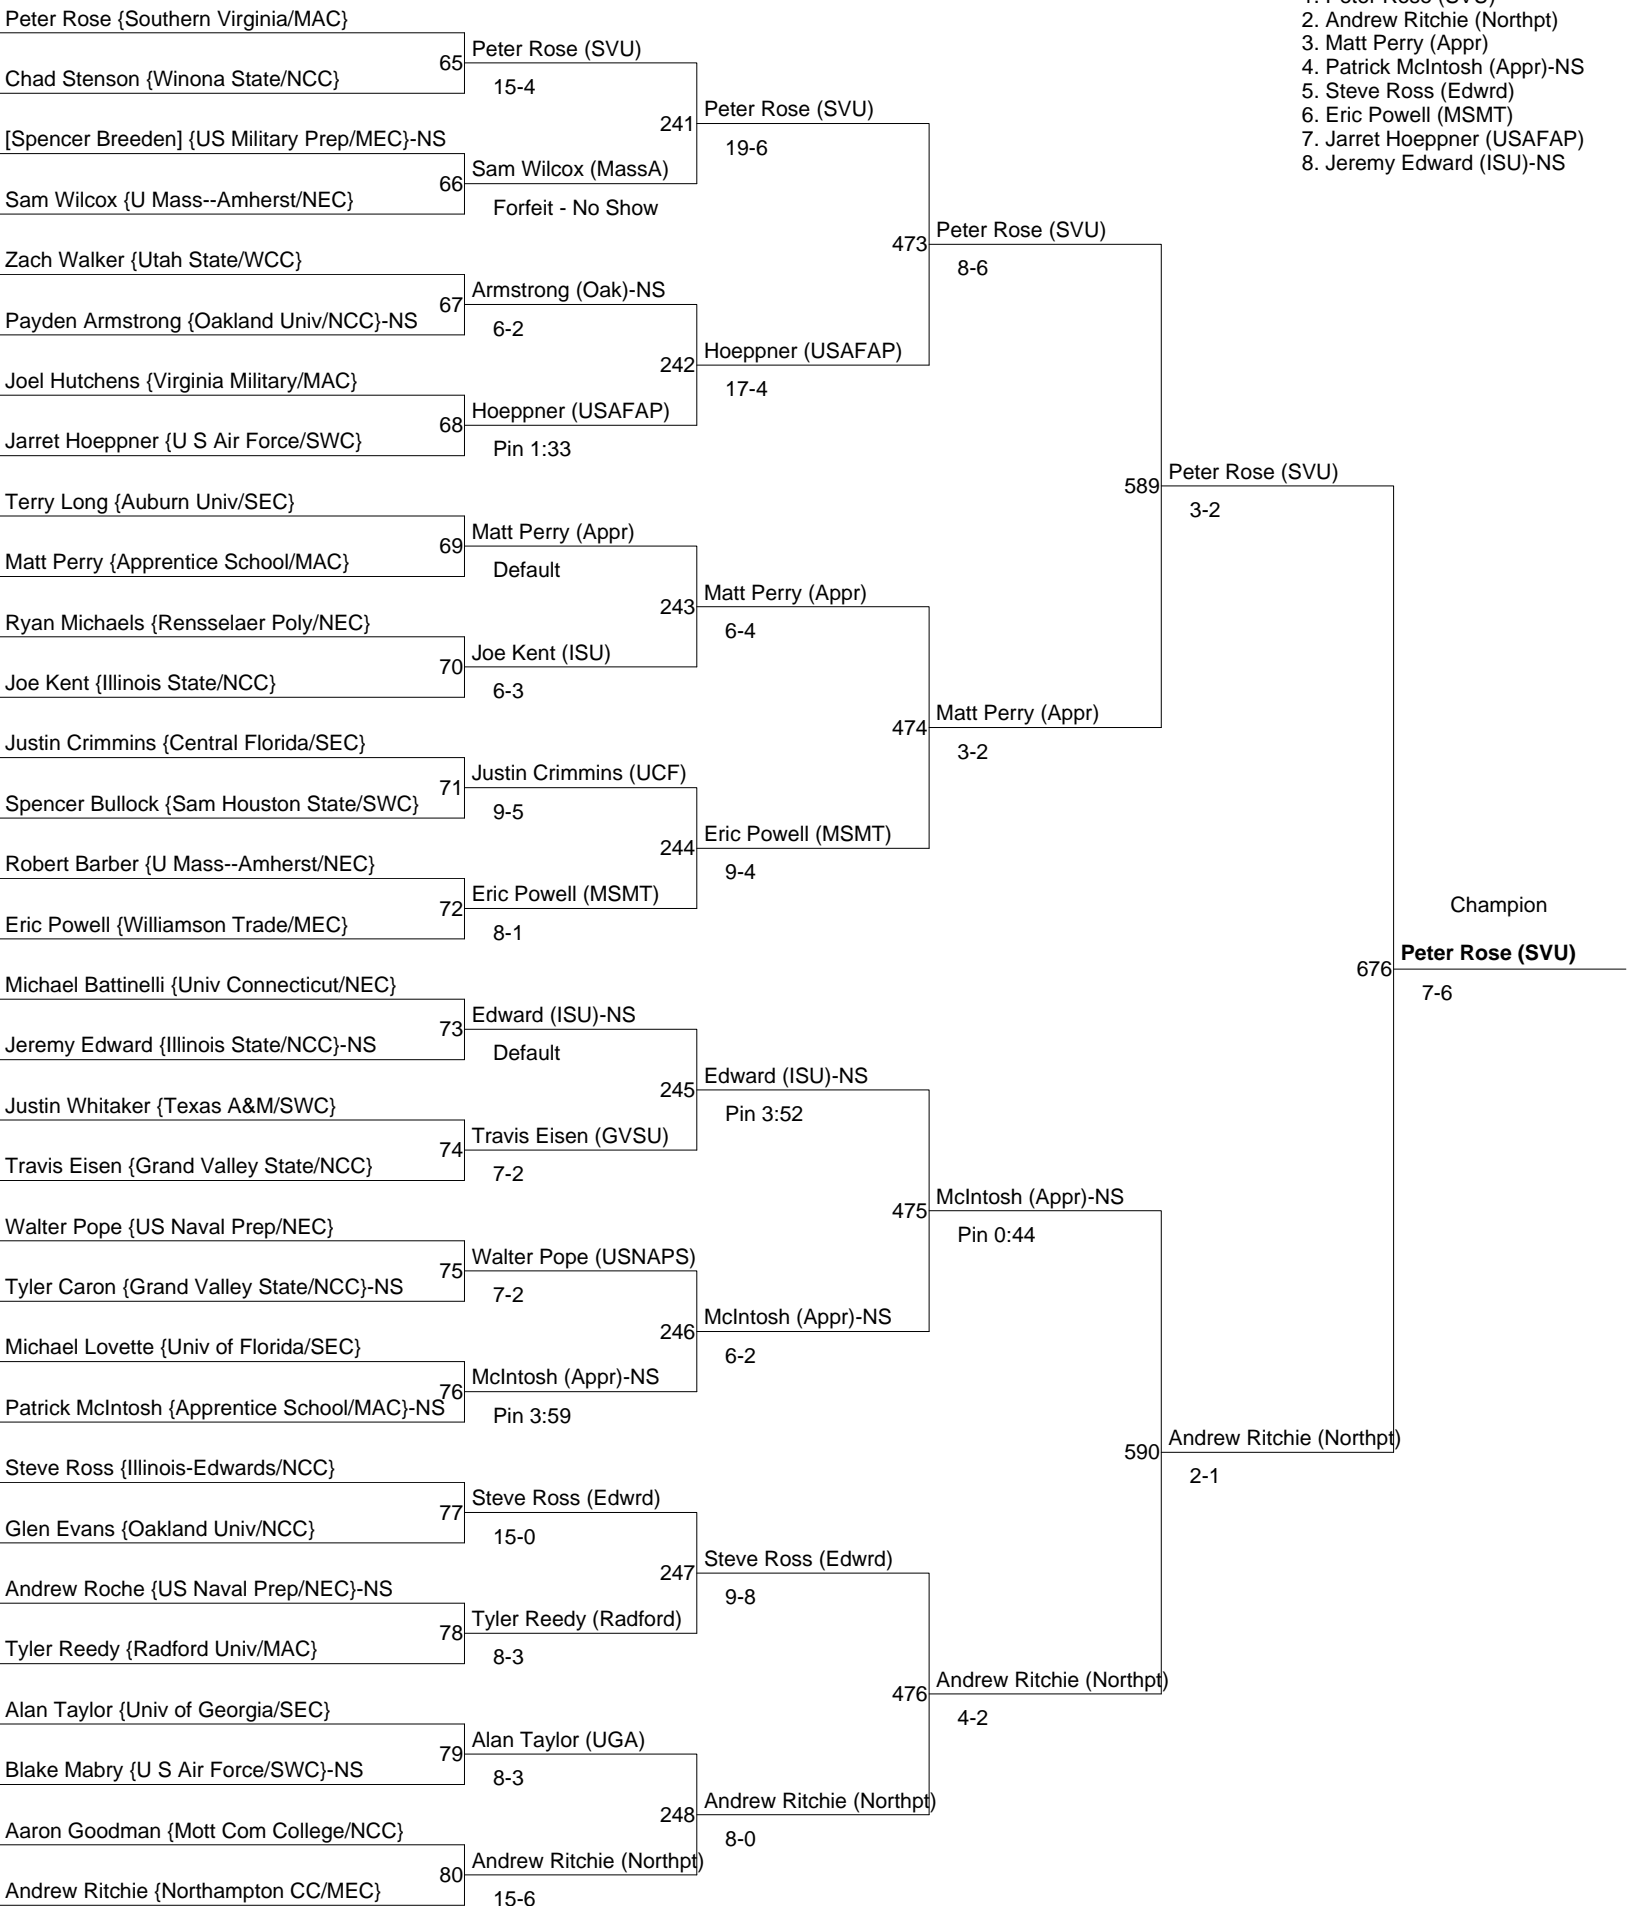 1. Peter Rose (SVU)
2. Andrew Ritchie (Northpt)
3. Matt Perry (Appr)
4. Patrick McIntosh (Appr)-NS
5. Steve Ross (Edwrd)
6. Eric Powell (MSMT)
7. Jarret Hoeppner (USAFAP)
8. Jeremy Edward (ISU)-NS
Peter Rose {Southern Virginia/MAC}
Chad Stenson {Winona State/NCC}
[Spencer Breeden] {US Military Prep/MEC}-NS
Sam Wilcox {U Mass--Amherst/NEC}
Zach Walker {Utah State/WCC}
Payden Armstrong {Oakland Univ/NCC}-NS
Joel Hutchens {Virginia Military/MAC}
Jarret Hoeppner {U S Air Force/SWC}
Terry Long {Auburn Univ/SEC}
Matt Perry {Apprentice School/MAC}
Ryan Michaels {Rensselaer Poly/NEC}
Joe Kent {Illinois State/NCC}
Justin Crimmins {Central Florida/SEC}
Spencer Bullock {Sam Houston State/SWC}
Robert Barber {U Mass--Amherst/NEC}
Eric Powell {Williamson Trade/MEC}
Michael Battinelli {Univ Connecticut/NEC}
Jeremy Edward {Illinois State/NCC}-NS
Justin Whitaker {Texas A&M/SWC}
Travis Eisen {Grand Valley State/NCC}
Walter Pope {US Naval Prep/NEC}
Tyler Caron {Grand Valley State/NCC}-NS
Michael Lovette {Univ of Florida/SEC}
Patrick McIntosh {Apprentice School/MAC}-NS
Steve Ross {Illinois-Edwards/NCC}
Glen Evans {Oakland Univ/NCC}
Andrew Roche {US Naval Prep/NEC}-NS
Tyler Reedy {Radford Univ/MAC}
Alan Taylor {Univ of Georgia/SEC}
Blake Mabry {U S Air Force/SWC}-NS
Aaron Goodman {Mott Com College/NCC}
Andrew Ritchie {Northampton CC/MEC}
65 Peter Rose (SVU)
15-4
66 Sam Wilcox (MassA)
Forfeit - No Show
67 Armstrong (Oak)-NS
6-2
68 Hoeppner (USAFAP)
Pin 1:33
69 Matt Perry (Appr)
Default
70 Joe Kent (ISU)
6-3
71 Justin Crimmins (UCF)
9-5
72 Eric Powell (MSMT)
8-1
73 Edward (ISU)-NS
Default
74 Travis Eisen (GVSU)
7-2
75 Walter Pope (USNAPS)
7-2
76 McIntosh (Appr)-NS
Pin 3:59
77 Steve Ross (Edwrd)
15-0
78 Tyler Reedy (Radford)
8-3
79 Alan Taylor (UGA)
8-3
80 Andrew Ritchie (Northpt)
15-6
241 Peter Rose (SVU)
19-6
242 Hoeppner (USAFAP)
17-4
243 Matt Perry (Appr)
6-4
244 Eric Powell (MSMT)
9-4
245 Edward (ISU)-NS
Pin 3:52
246 McIntosh (Appr)-NS
6-2
247 Steve Ross (Edwrd)
9-8
248 Andrew Ritchie (Northpt)
8-0
473 Peter Rose (SVU)
8-6
474 Matt Perry (Appr)
3-2
475 McIntosh (Appr)-NS
Pin 0:44
476 Andrew Ritchie (Northpt)
4-2
589 Peter Rose (SVU)
3-2
590 Andrew Ritchie (Northpt)
2-1
Champion
676 Peter Rose (SVU)
7-6